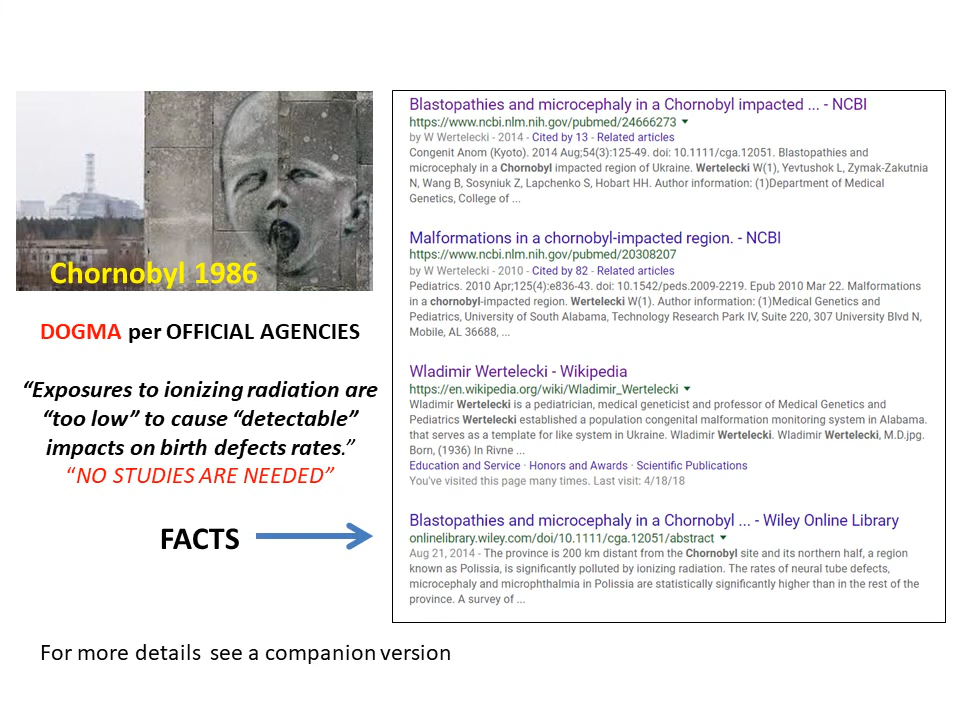 Chornobyl 1986
DOGMA per OFFICIAL AGENCIES
“Exposures to ionizing radiation are
“too low” to cause “detectable”
impacts on birth defects rates.”
“NO STUDIES ARE NEEDED”
FACTS
Blastopathies and microcephaly in a Chornobyl impacted ... - NCBI
https://www.ncbi.nlm.nih.gov/pubmed/24666273
by W Wertelecki - 2014 - Cited by 13 - Related articles
Congenit Anom (Kyoto). 2014 Aug;54(3):125-49. doi: 10.1111/cga.12051. Blastopathies and
microcephaly in a Chornobyl impacted region of Ukraine. Wertelecki W(1), Yevtushok L, Zymak-Zakutnia
N, Wang B, Sosyniuk Z, Lapchenko S, Hobart HH. Author information: (1)Department of Medical
Genetics, College of ...
Malformations in a chornobyl-impacted region. - NCBI
https://www.ncbi.nlm.nih.gov/pubmed/20308207
by W Wertelecki - 2010 - Cited by 82 - Related articles
Pediatrics. 2010 Apr;125(4):e836-43. doi: 10.1542/peds.2009-2219. Epub 2010 Mar 22. Malformations
in a chornobyl-impacted region. Wertelecki W(1). Author information: (1)Medical Genetics and
Pediatrics, University of South Alabama, Technology Research Park IV, Suite 220, 307 University Blvd N,
Mobile, AL 36688, ...
Wladimir Wertelecki - Wikipedia
https://en.wikipedia.org/wiki/Wladimir_Wertelecki
Wladimir Wertelecki is a pediatrician, medical geneticist and professor of Medical Genetics and
Pediatrics Wertelecki established a population congenital malformation monitoring system in Alabama.
that serves as a template for like system in Ukraine. Wladimir Wertelecki. Wladimir Wertelecki, M.D.jpg.
Born, (1936) In Rivne ...
Education and Service · Honors and Awards · Scientific Publications
You've visited this page many times. Last visit: 4/18/18
Blastopathies and microcephaly in a Chornobyl ... - Wiley Online Library
onlinelibrary.wiley.com/doi/10.1111/cga.12051/abstract
Aug 21, 2014 - The province is 200 km distant from the Chornobyl site and its northern half, a region
known as Polissia, is significantly polluted by ionizing radiation. The rates of neural tube defects,
microcephaly and microphthalmia in Polissia are statistically significantly higher than in the rest of the
province. A survey of ...
For more details see a companion version